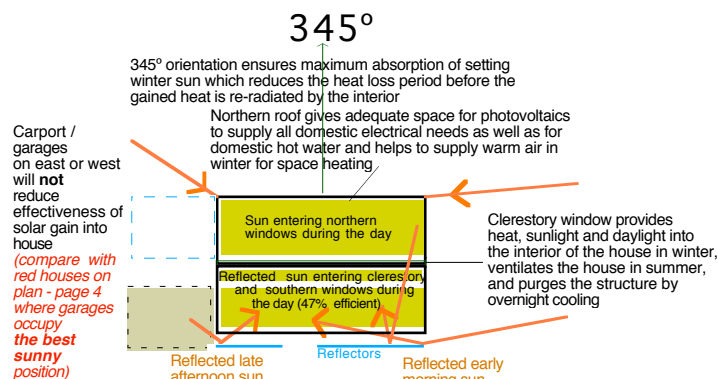 345º
345º orientation ensures maximum absorption of setting
winter sun which reduces the heat loss period before the
gained heat is re-radiated by the interior
Northern roof gives adequate space for photovoltaics
to supply all domestic electrical needs as well as for
domestic hot water and helps to supply warm air in
winter for space heating
Carport /
garages
on east or west
will not
reduce
effectiveness of
solar gain into
house
(compare with
red houses on
plan - page 4
where garages
occupy
the best
sunny
position)
Sun entering northern
windows during the day
Reflected sun entering clerestory
and southern windows during
the day (47% efficient)
Clerestory window provides
heat, sunlight and daylight into
the interior of the house in winter,
ventilates the house in summer,
and purges the structure by
overnight cooling
Reflected late
afternoon sun
Reflectors
Reflected early
morning sun